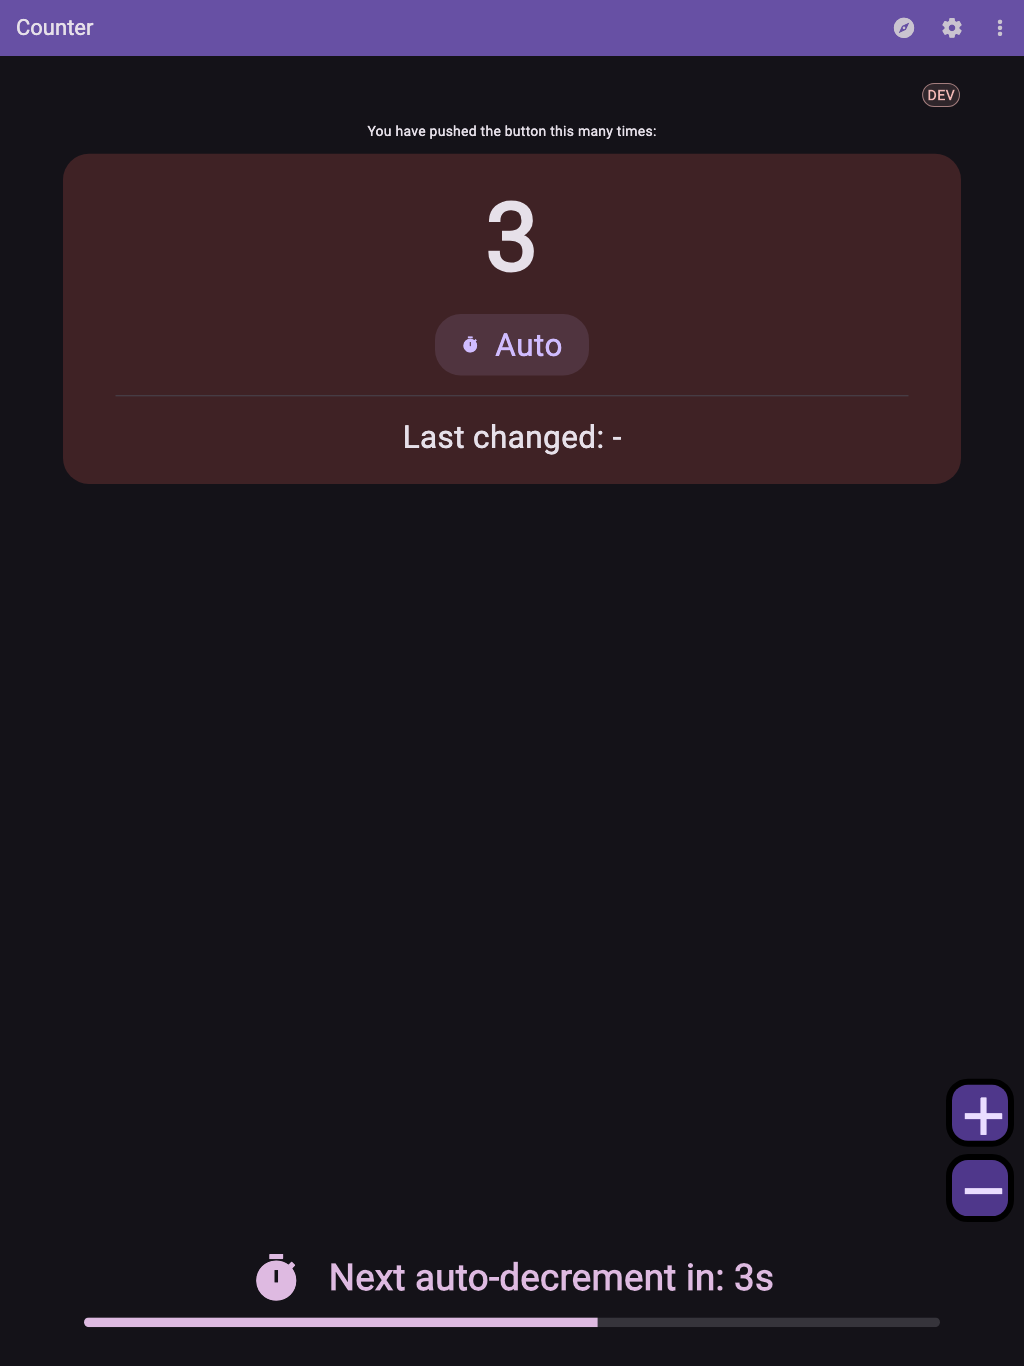 Counter
DEV
You have pushed the button this many times:
3
Auto
Last changed: -
Next auto-decrement in: 3s